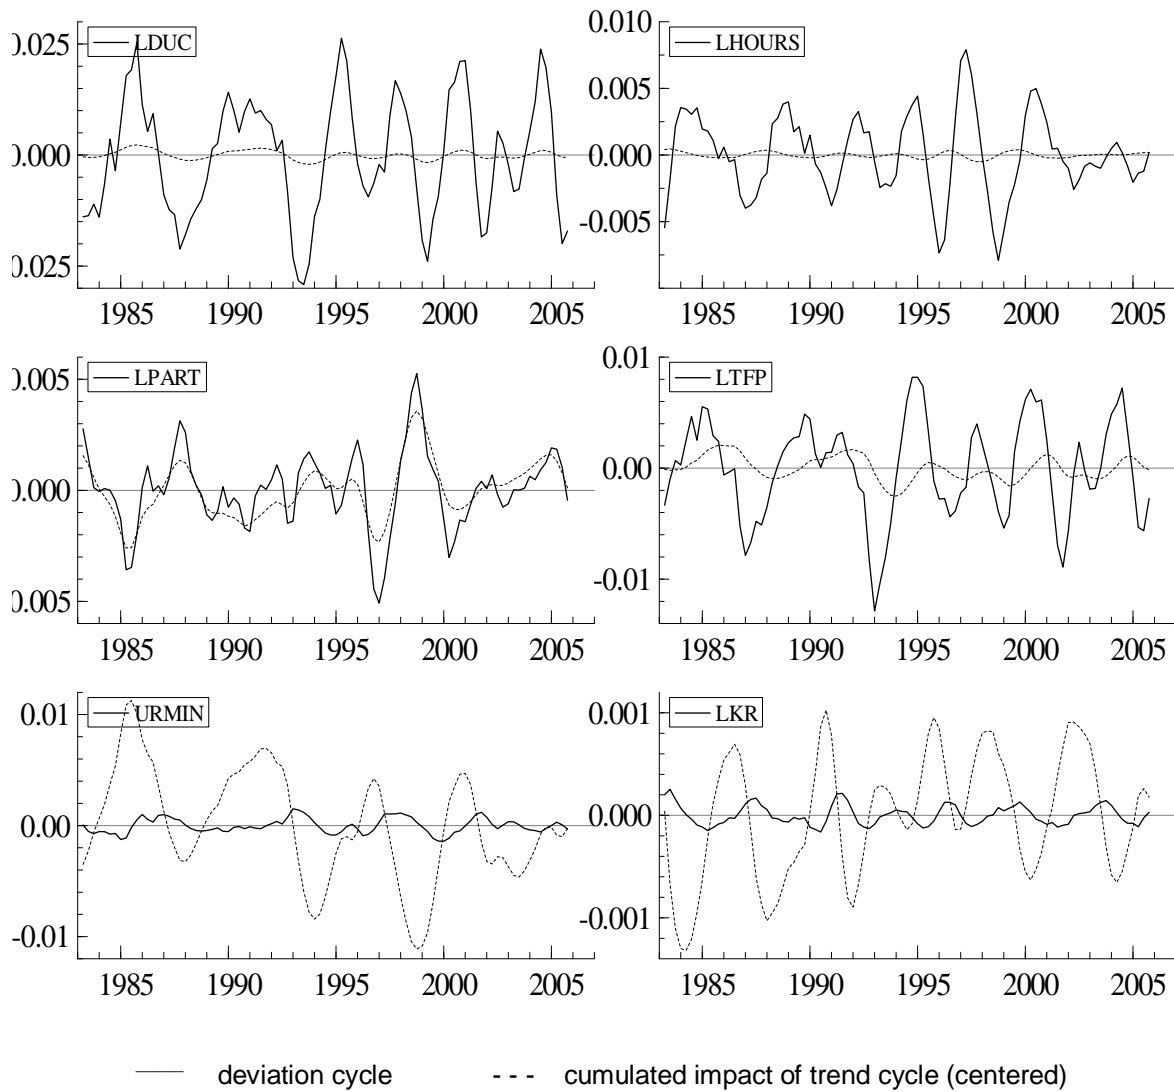 LDUC
0.025
0.000
0.025
1985 1990 1995 2000 2005
LHOURS
0.010
0.005
0.000
-0.005
1985 1990 1995 2000 2005
LPART
0.005
0.000
0.005
1985 1990 1995 2000 2005
LTFP
0.01
0.00
-0.01
1985 1990 1995 2000 2005
URMIN
0.01
0.00
-0.01
1985 1990 1995 2000 2005
LKR
0.001
0.000
-0.001
1985 1990 1995 2000 2005
deviation cycle
cumulated impact of trend cycle (centered)